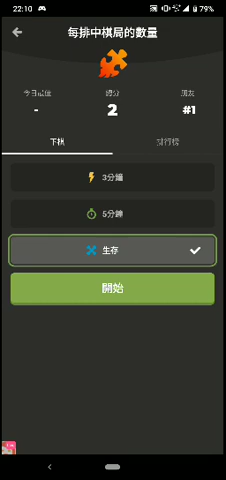 22:10
79%
每排中棋局的數量
今日最佳
總分
朋友
-
2
#1
下棋
排行榜
3分鐘
5分鐘
生存
開始